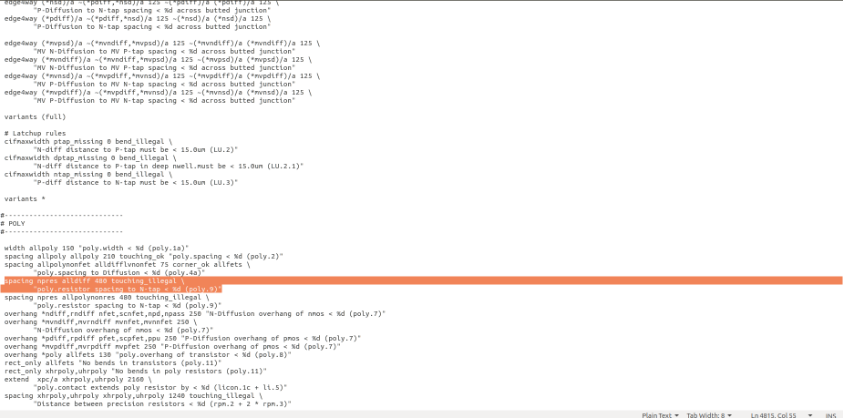 edge4way (*pdiff,*nsd)/a ~(*nsd)/a 125 ~(*pdiff)/a (*pdiff)/a 125 \
"P-Diffusion to N-tap spacing < %d across butted junction"
edge4way (*pdiff)/a ~(*pdiff,*nsd)/a 125 ~(*nsd)/a (*nsd)/a 125 \
"P-Diffusion to N-tap spacing < %d across butted junction"
edge4way (*mvpsd)/a ~(*mvndiff,*mvpsd)/a 125 ~(*mvndiff)/a (*mvndiff)/a 125 \
"MV N-Diffusion to MV P-tap spacing < %d across butted junction"
edge4way (*mvndiff)/a ~(*mvndiff,*mvpsd)/a 125 ~(*mvpsd)/a (*mvpsd)/a 125 \
"MV N-Diffusion to MV P-tap spacing < %d across butted junction"
edge4way (*mvnsd)/a ~(*mvpdiff,*mvnsd)/a 125 ~(*mvpdiff)/a (*mvpdiff)/a 125 \
"MV P-Diffusion to MV N-tap spacing < %d across butted junction"
edge4way (*mvpdiff)/a ~(*mvpdiff,*mvnsd)/a 125 ~(*mvnsd)/a (*mvnsd)/a 125 \
"MV P-Diffusion to MV N-tap spacing < %d across butted junction"
variants (full)
# Latchup rules
cifmaxwidth ptap_missing 0 bend_illegal \
"N-diff distance to P-tap must be < 15.0um (LU.2)"
cifmaxwidth dptap_missing 0 bend_illegal \
"N-diff distance to P-tap in deep nwell.must be < 15.0um (LU.2.1)"
cifmaxwidth ntap_missing 0 bend_illegal \
"P-diff distance to N-tap must be < 15.0um (LU.3)"
variants *
#----------------------------
# POLY
#----------------------------
width allpoly 150 "poly.width < %d (poly.1a)"
spacing allpoly allpoly 210 touching_ok "poly.spacing < %d (poly.2)"
spacing allpolynonfet alldifflvnonfet 75 corner_ok allfets \
"poly.spacing to Diffusion < %d (poly.4a)"
spacing npres alldiff 480 touching_illegal \
"poly.resistor spacing to N-tap < %d (poly.9)"
spacing npres allpolynonres 480 touching_illegal \
"poly.resistor spacing to N-tap < %d (poly.9)"
overhang *ndiff,rndiff nfet,scnfet,npd,npass 250 "N-Diffusion overhang of nmos < %d (poly.7)"
overhang *mvndiff,mvrndiff mvnfet,mvnnfet 250 \
"N-Diffusion overhang of nmos < %d (poly.7)"
overhang *pdiff,rpdiff pfet,scpfet,ppu 250 "P-Diffusion overhang of pmos < %d (poly.7)"
overhang *mvpdiff,mvrpdiff mvpfet 250 "P-Diffusion overhang of pmos < %d (poly.7)"
overhang *poly allfets 130 "poly.overhang of transistor < %d (poly.8)"
rect_only allfets "No bends in transistors (poly.11)"
rect_only xhrpoly,uhrpoly "No bends in poly resistors (poly.11)"
extend xpc/a xhrpoly,uhrpoly 2160 \
"poly.contact extends poly resistor by < %d (licon.1c + li.5)"
spacing xhrpoly,uhrpoly xhrpoly,uhrpoly 1240 touching_illegal \
"Distance between precision resistors < %d (rpm.2 + 2 * rpm.3)"
Plain Text Tab Width: 8 Ln 4815, Col 55 INS